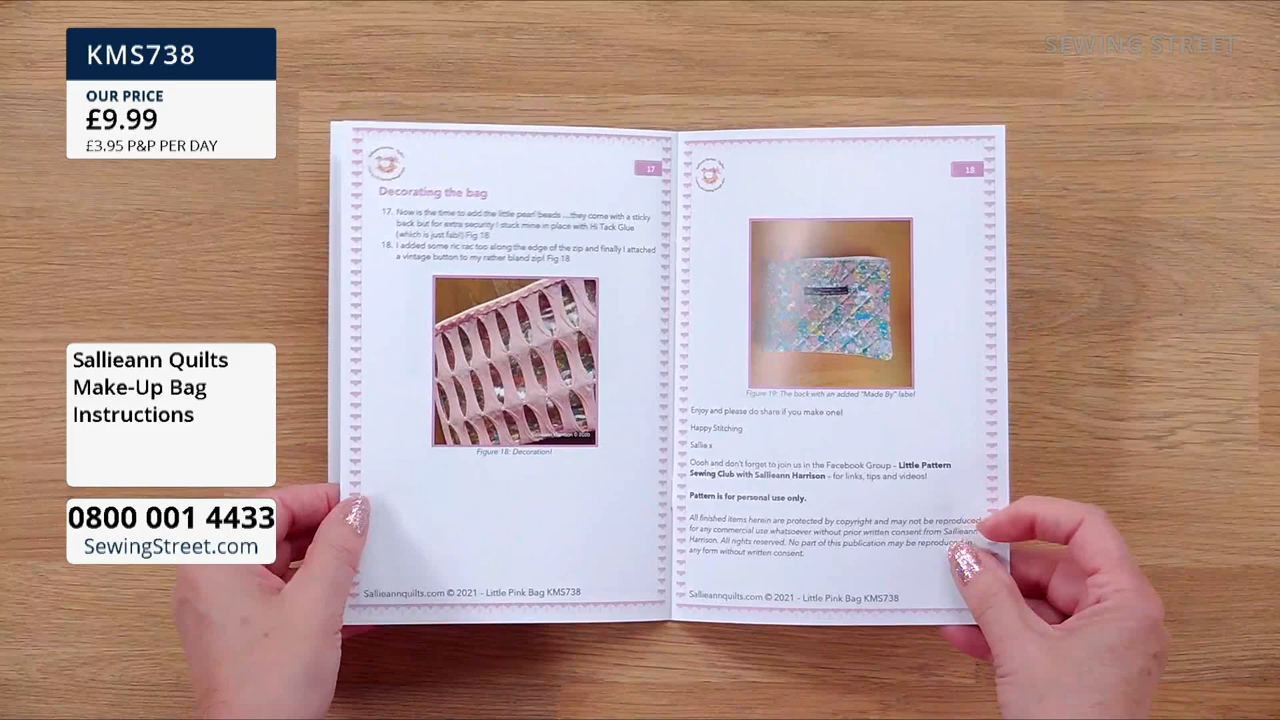 KMS738
OUR PRICE
£9.99
£3.95 P&P PER DAY
SEWING STREET
Sallieann Quilts
Make-Up Bag
Instructions
0800 001 4433
SewingStreet.com
17
Decorating the bag
17. Now is the time to add the little pearl beads ...they come with a sticky
back but for extra security I stuck mine in place with Hi Tack Glue
(which is just fab!) Fig 18
18. I added some ric rac too along the edge of the zip and finally I attached
a vintage button to my rather bland zip! Fig 18
Sallieann Harrison © 2020
Figure 18: Decoration!
Sallieannquilts.com © 2021 - Little Pink Bag KMS738
18
Figure 19: The back with an added "Made By" label
Enjoy and please do share if you make one!
Happy Stitching
Sallie x
Oooh and don't forget to join us in the Facebook Group - Little Pattern
Sewing Club with Sallieann Harrison - for links, tips and videos!
Pattern is for personal use only.
All finished items herein are protected by copyright and may not be reproduced
for any commercial use whatsoever without prior written consent from Sallieann
Harrison. All rights reserved. No part of this publication may be reproduced in
any form without written consent.
Sallieannquilts.com © 2021 - Little Pink Bag KMS738